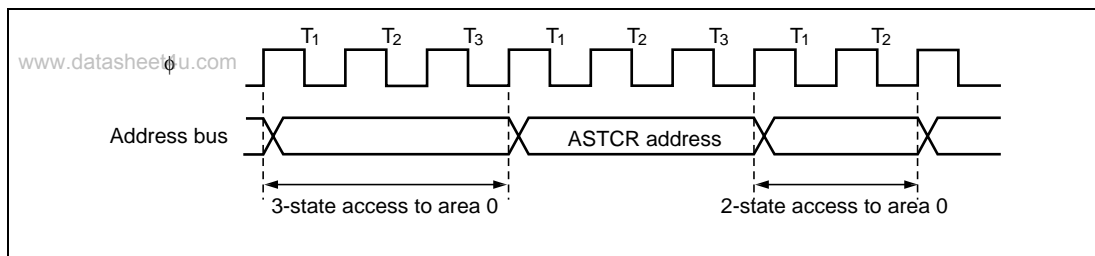 T₁ T₂ T₃ T₁ T₂ T₃ T₁ T₂
www.datasheet4u.com
ϕ
Address bus
ASTCR address
3-state access to area 0
2-state access to area 0